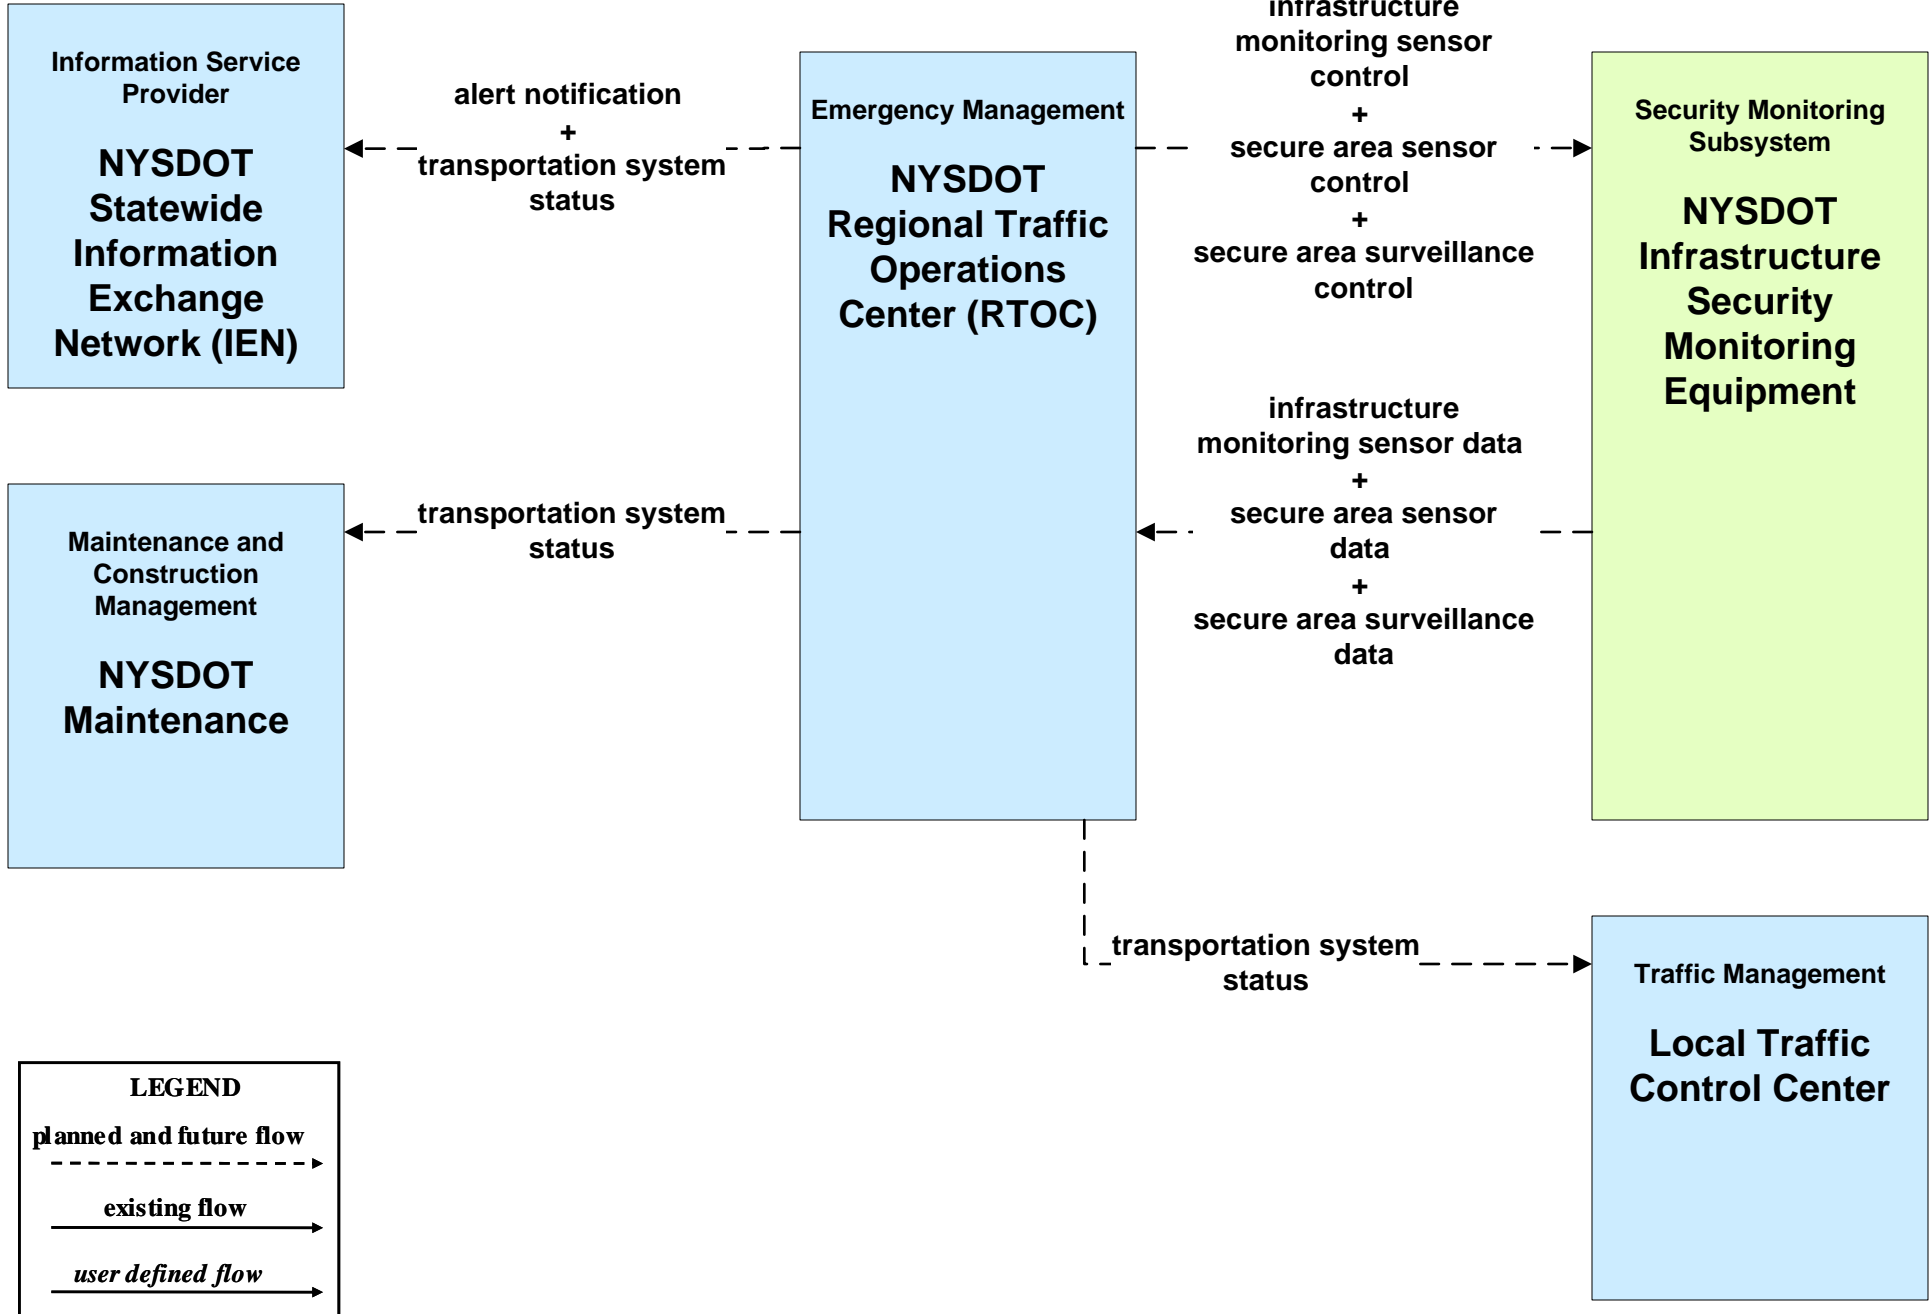 Information Service
Provider
NYSDOT
Statewide
Information
Exchange
Network (IEN)
alert notification
+
transportation system
status
Emergency Management
NYSDOT
Regional Traffic
Operations
Center (RTOC)
infrastructure
monitoring sensor
control
+
secure area sensor
control
+
secure area surveillance
control
Security Monitoring
Subsystem
NYSDOT
Infrastructure
Security
Monitoring
Equipment
infrastructure
monitoring sensor data
+
secure area sensor
data
+
secure area surveillance
data
Maintenance and
Construction
Management
NYSDOT
Maintenance
transportation system
status
transportation system
status
Traffic Management
Local Traffic
Control Center
LEGEND
planned and future flow
existing flow
user defined flow